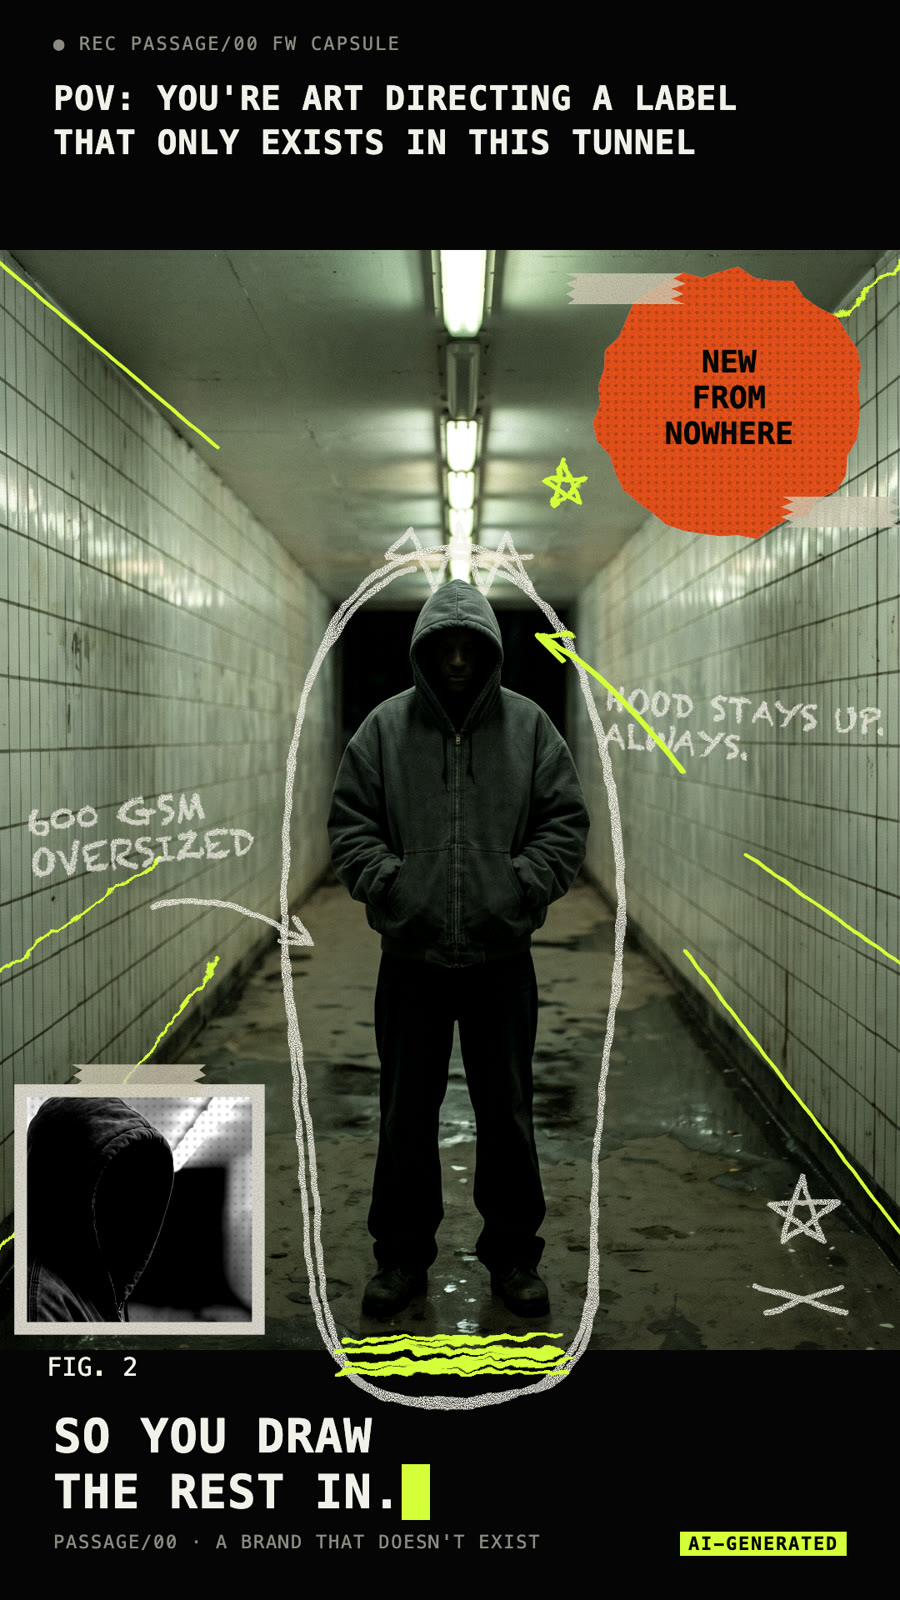 ● REC PASSAGE/00 FW CAPSULE
POV: YOU'RE ART DIRECTING A LABEL
THAT ONLY EXISTS IN THIS TUNNEL
NEW
FROM
NOWHERE
HOOD STAYS UP.
ALWAYS.
600 GSM
OVERSIZED
FIG. 2
SO YOU DRAW
THE REST IN.
PASSAGE/00 · A BRAND THAT DOESN'T EXIST
AI-GENERATED